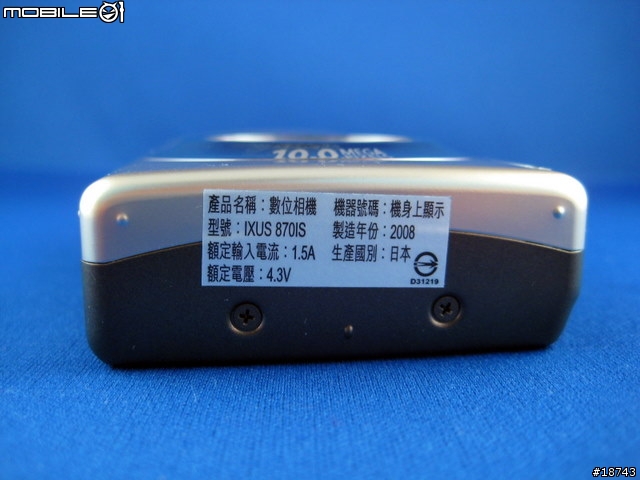 MOBILE01
10.0 MEGA
產品名稱：數位相機 機器號碼：機身上顯示
型號：IXUS 870IS 製造年份：2008
額定輸入電流：1.5A 生產國別：日本
額定電壓：4.3V
D31219
#18743